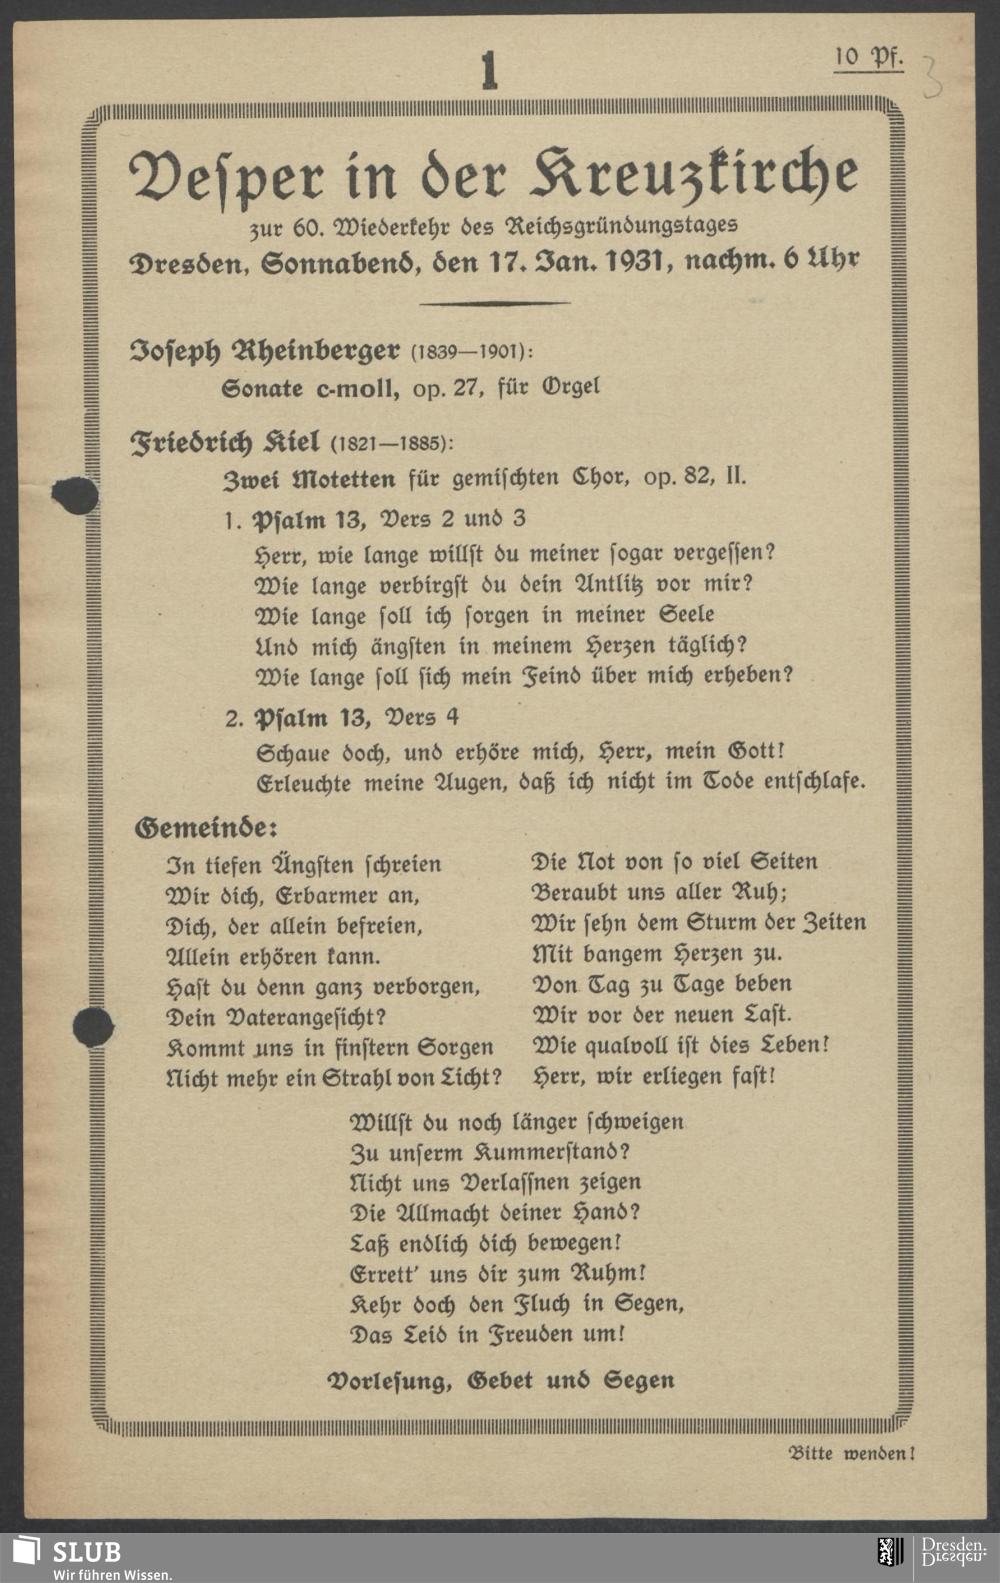 1
10 Pf.
3
Vesper in der Kreuzkirche
zur 60. Wiederkehr des Reichsgründungstages
Dresden, Sonnabend, den 17. Jan. 1931, nachm. 6 Uhr
Joseph Rheinberger (1839—1901):
Sonate c-moll, op. 27, für Orgel
Friedrich Kiel (1821—1885):
Zwei Motetten für gemischten Chor, op. 82, II.
1. Psalm 13, Vers 2 und 3
Herr, wie lange willst du meiner sogar vergessen?
Wie lange verbirgst du dein Antlitz vor mir?
Wie lange soll ich sorgen in meiner Seele
Und mich ängsten in meinem Herzen täglich?
Wie lange soll sich mein Feind über mich erheben?
2. Psalm 13, Vers 4
Schaue doch, und erhöre mich, Herr, mein Gott!
Erleuchte meine Augen, daß ich nicht im Tode entschlafe.
Gemeinde:
In tiefen Ängsten schreien
Wir dich, Erbarmer an,
Dich, der allein befreien,
Allein erhören kann.
Hast du denn ganz verborgen,
Dein Vaterangesicht?
Kommt uns in finstern Sorgen
Nicht mehr ein Strahl von Licht?
Die Not von so viel Seiten
Beraubt uns aller Ruh;
Wir sehn dem Sturm der Zeiten
Mit bangem Herzen zu.
Von Tag zu Tage beben
Wir vor der neuen Last.
Wie qualvoll ist dies Leben!
Herr, wir erliegen fast!
Willst du noch länger schweigen
Zu unserm Kummerstand?
Nicht uns Verlassnen zeigen
Die Allmacht deiner Hand?
Laß endlich dich bewegen!
Errett' uns dir zum Ruhm!
Kehr doch den Fluch in Segen,
Das Leid in Freuden um!
Vorlesung, Gebet und Segen
Bitte wenden!
SLUB
Wir führen Wissen.
Dresden.
Dresden.